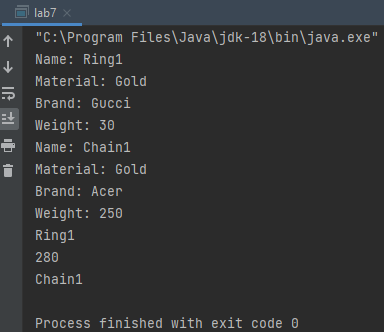 lab7
"C:\Program Files\Java\jdk-18\bin\java.exe"
Name: Ring1
Material: Gold
Brand: Gucci
Weight: 30
Name: Chain1
Material: Gold
Brand: Acer
Weight: 250
Ring1
280
Chain1
Process finished with exit code 0